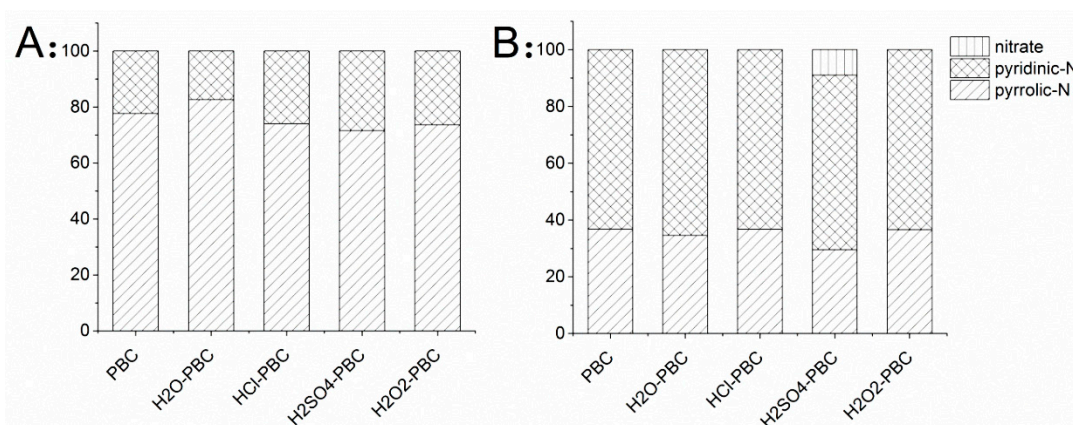 A:
100
80
60
40
20
0
PBC
H2O-PBC
HCl-PBC
H2SO4-PBC
H2O2-PBC
B:
100
80
60
40
20
0
PBC
H2O-PBC
HCl-PBC
H2SO4-PBC
H2O2-PBC
nitrate
pyridinic-N
pyrrolic-N